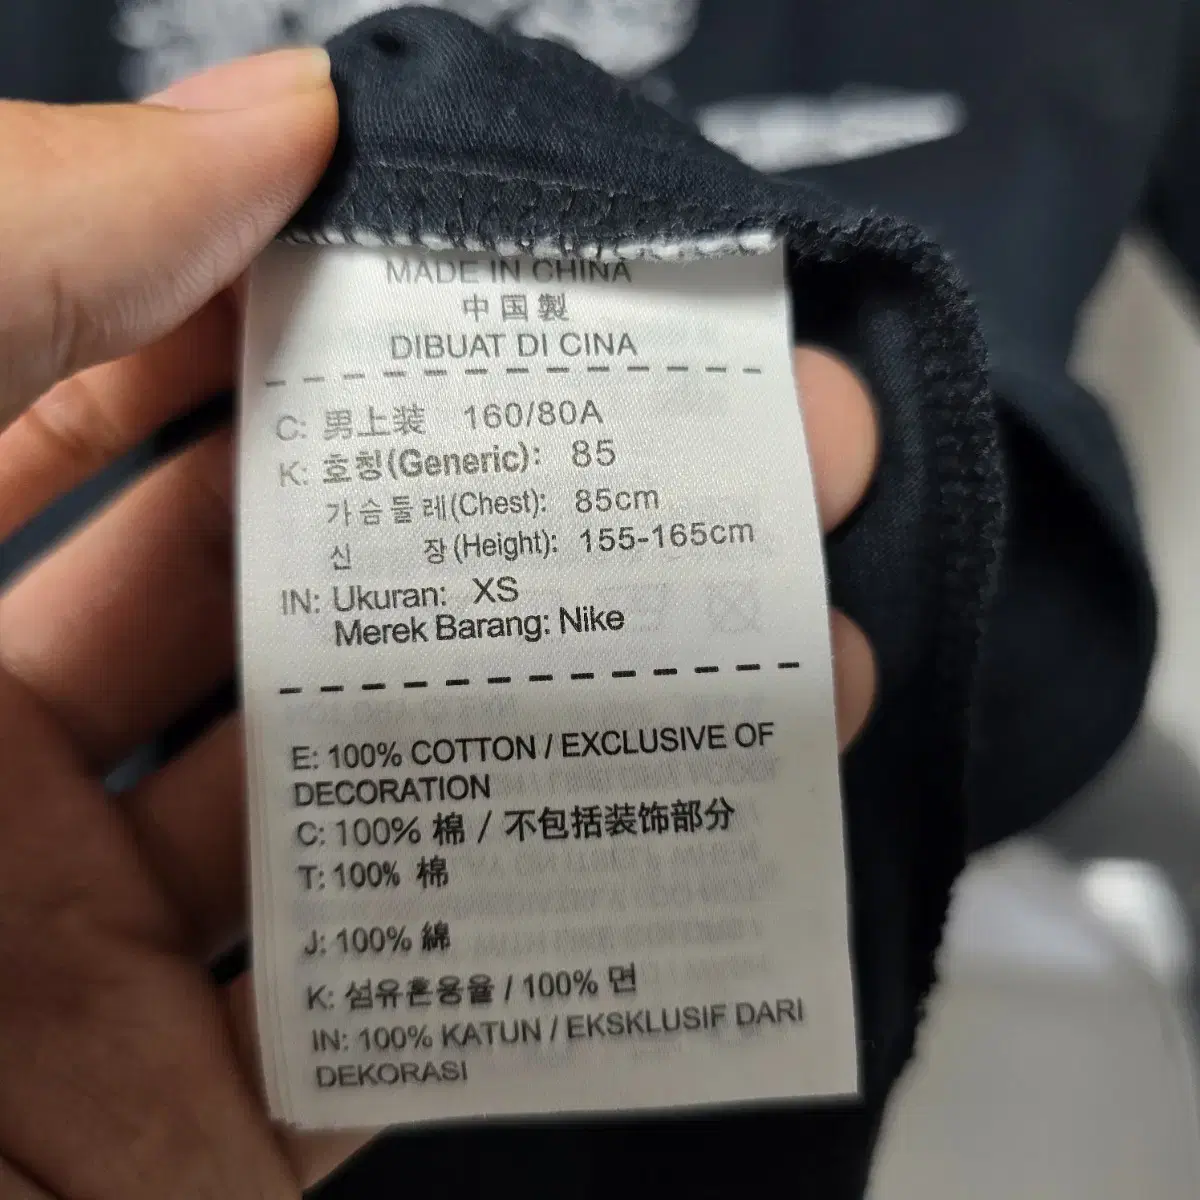 MADE IN CHINA
中国製
DIBUAT DI CINA
C: 男上装 160/80A
K: 호칭(Generic): 85
가슴둘레(Chest): 85cm
신 장(Height): 155-165cm
IN: Ukuran: XS
Merek Barang: Nike
E: 100% COTTON / EXCLUSIVE OF
DECORATION
C: 100% 棉 / 不包括装饰部分
T: 100% 棉
J: 100% 綿
K: 섬유혼용율 / 100% 면
IN: 100% KATUN / EKSKLUSIF DARI
DEKORASI